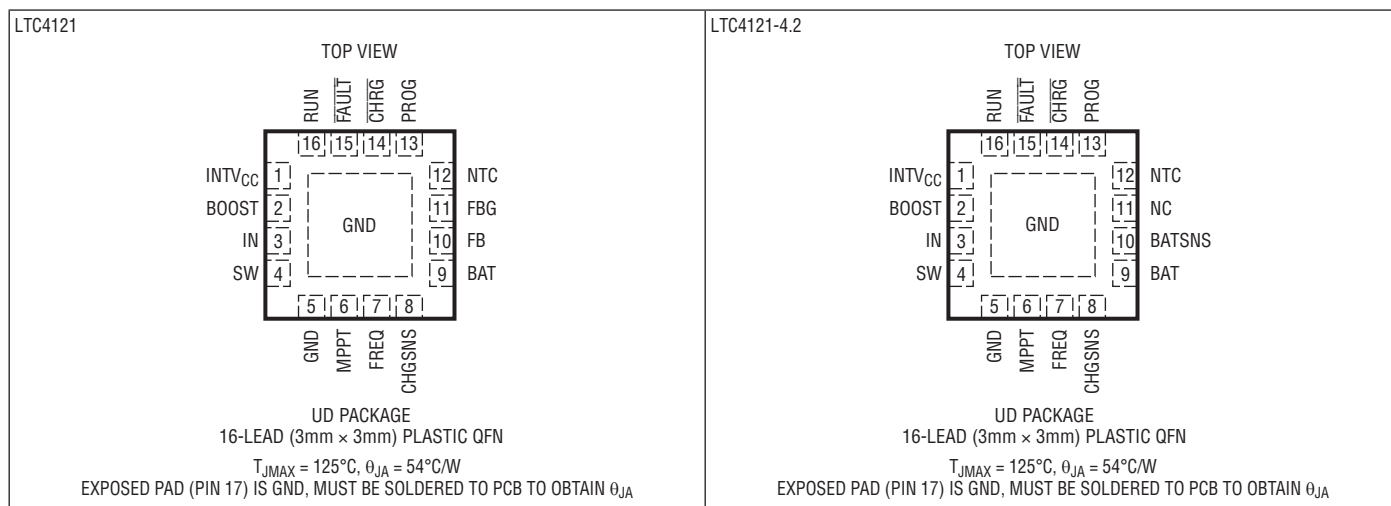 LTC4121
TOP VIEW
RUN
FAULT
CHRG
PROG
16 15 14 13
INTVCC 1
BOOST 2
IN 3
SW 4
GND
12 NTC
11 FBG
10 FB
9 BAT
5 6 7 8
GND
MPPT
FREQ
CHGSNS
UD PACKAGE
16-LEAD (3mm × 3mm) PLASTIC QFN
TJMAX = 125°C, θJA = 54°C/W
EXPOSED PAD (PIN 17) IS GND, MUST BE SOLDERED TO PCB TO OBTAIN θJA
LTC4121-4.2
TOP VIEW
RUN
FAULT
CHRG
PROG
16 15 14 13
INTVCC 1
BOOST 2
IN 3
SW 4
GND
12 NTC
11 NC
10 BATSNS
9 BAT
5 6 7 8
GND
MPPT
FREQ
CHGSNS
UD PACKAGE
16-LEAD (3mm × 3mm) PLASTIC QFN
TJMAX = 125°C, θJA = 54°C/W
EXPOSED PAD (PIN 17) IS GND, MUST BE SOLDERED TO PCB TO OBTAIN θJA